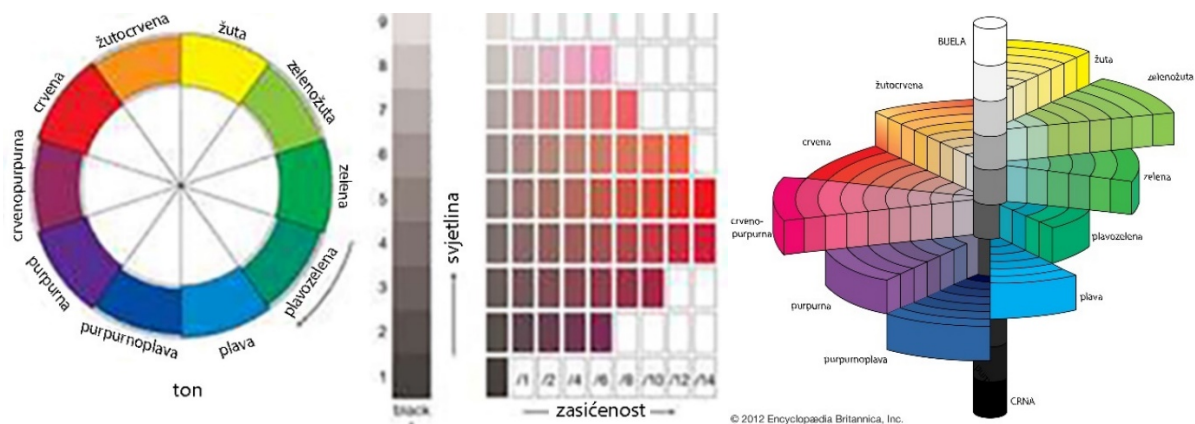 žuta
zelenožuta
zelena
plavozelena
plava
purpurnoplava
purpurna
crvenopurpurna
crvena
žutocrvena
ton
9
8
7
6
5
4
3
2
1
svjetlina
/1 /2 /4 /6 /8 /10 /12 /14
zasićenost
BIJELA
žuta
zelenožuta
zelena
plavozelena
plava
purpurnoplava
purpurna
crveno-
purpurna
crvena
žutocrvena
CRNA
© 2012 Encyclopædia Britannica, Inc.